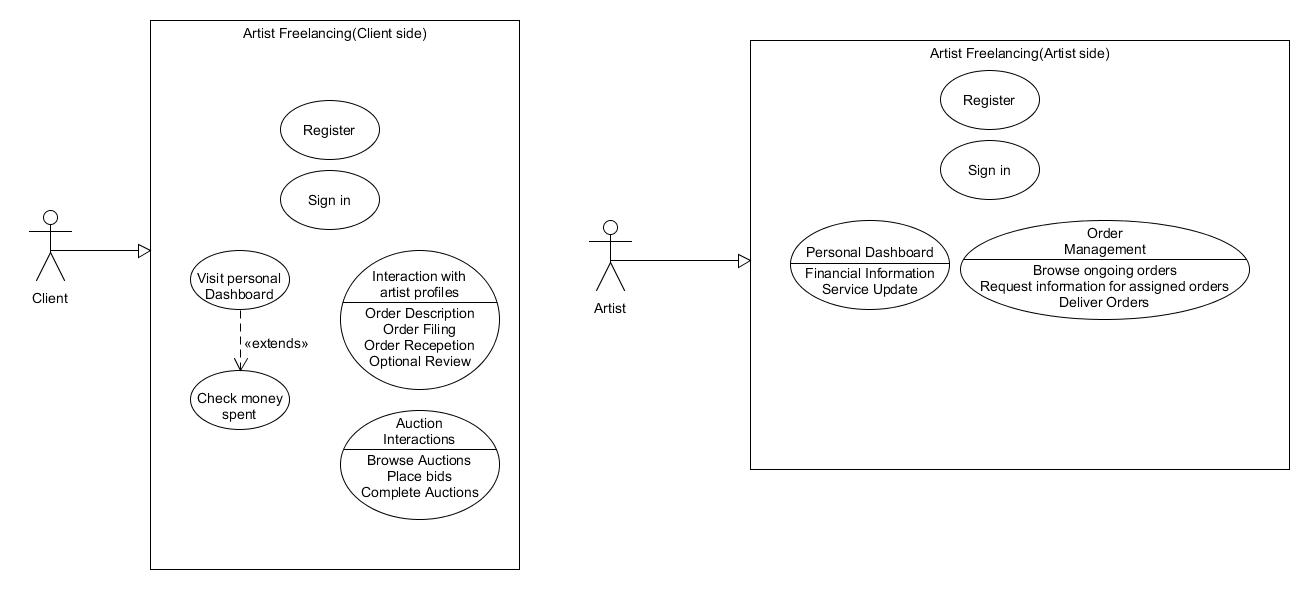 Artist Freelancing(Client side)
Register
Sign in
Client
Visit personal
Dashboard
«extends»
Check money
spent
Interaction with
artist profiles
Order Description
Order Filing
Order Recepetion
Optional Review
Auction
Interactions
Browse Auctions
Place bids
Complete Auctions
Artist Freelancing(Artist side)
Register
Sign in
Artist
Personal Dashboard
Financial Information
Service Update
Order
Management
Browse ongoing orders
Request information for assigned orders
Deliver Orders